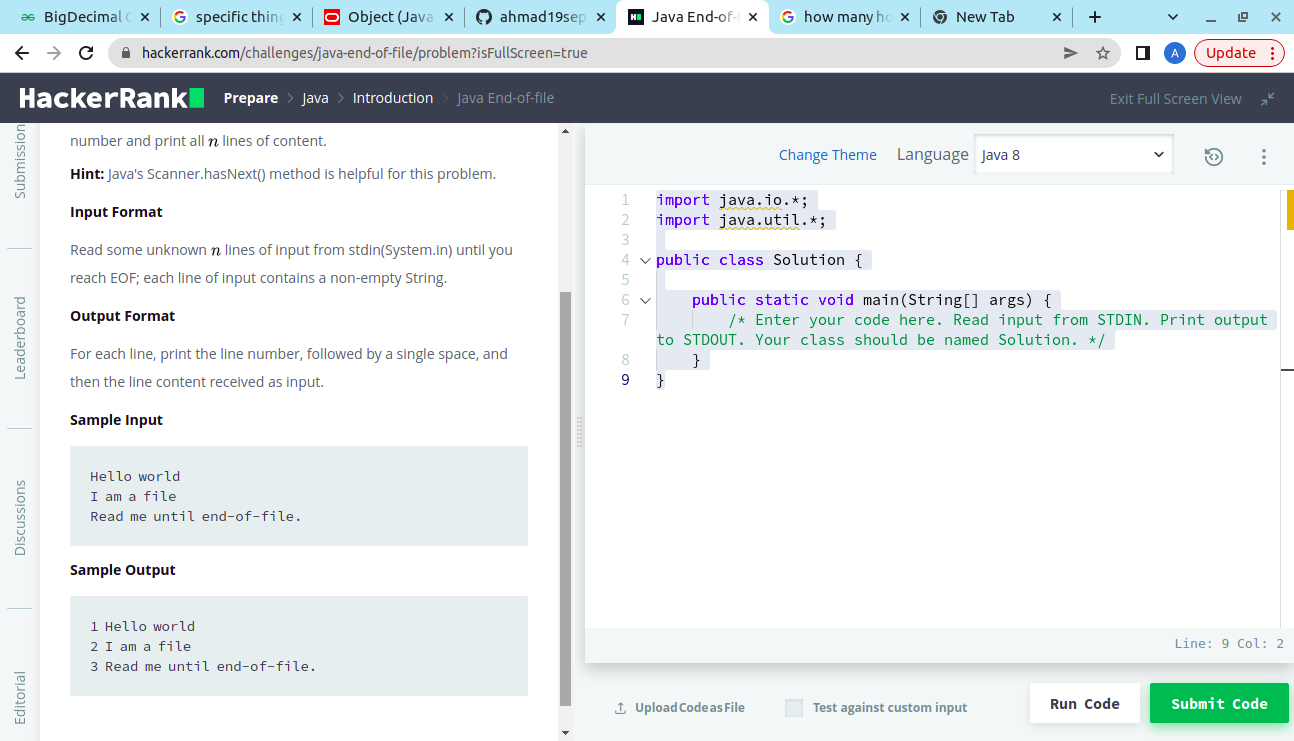 BigDecimal
specific thing
Object (Java
ahmad19sep
Java End-of-
how many ho
New Tab
hackerrank.com/challenges/java-end-of-file/problem?isFullScreen=true
A
Update
HackerRank
Prepare > Java > Introduction > Java End-of-file
Exit Full Screen View
Submission
Leaderboard
Discussions
Editorial
number and print all n lines of content.
Hint: Java's Scanner.hasNext() method is helpful for this problem.
Input Format
Read some unknown n lines of input from stdin(System.in) until you
reach EOF; each line of input contains a non-empty String.
Output Format
For each line, print the line number, followed by a single space, and
then the line content received as input.
Sample Input
Hello world
I am a file
Read me until end-of-file.
Sample Output
1 Hello world
2 I am a file
3 Read me until end-of-file.
Change Theme
Language
Java 8
1 import java.io.*;
2 import java.util.*;
3
4 public class Solution {
5
6 public static void main(String[] args) {
7 /* Enter your code here. Read input from STDIN. Print output
to STDOUT. Your class should be named Solution. */
8 }
9 }
Line: 9 Col: 2
Upload Code as File
Test against custom input
Run Code
Submit Code